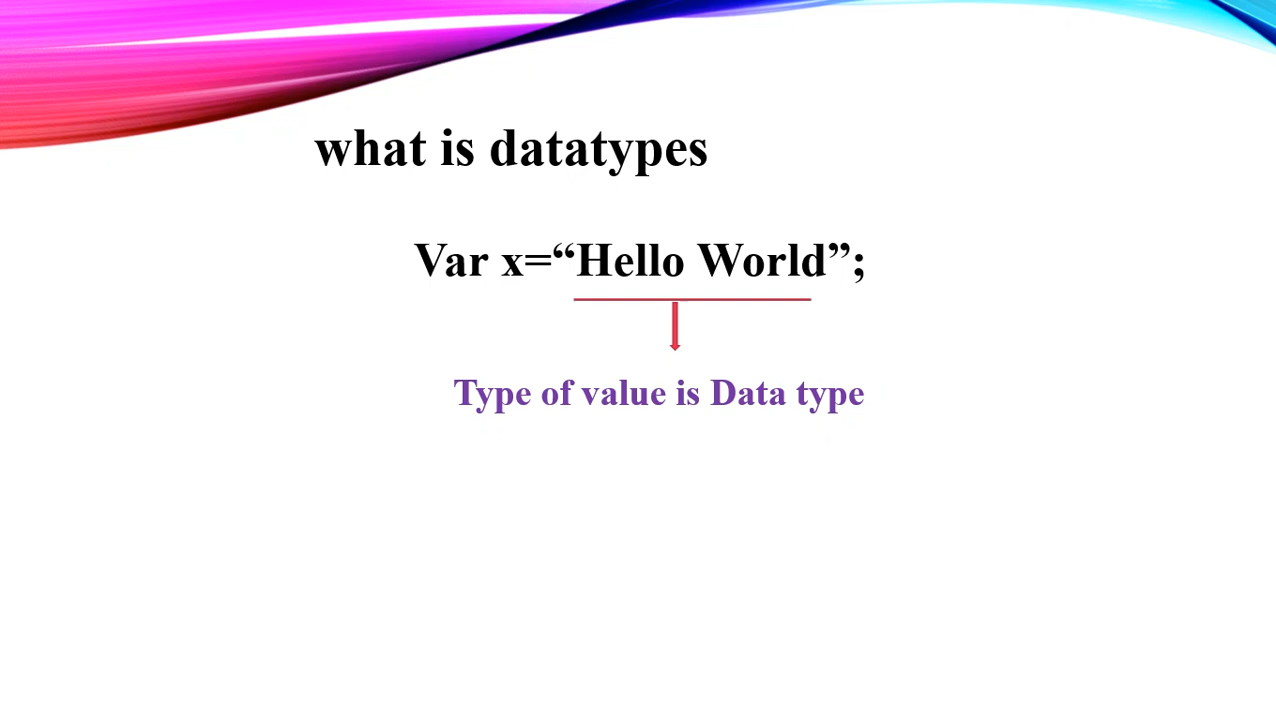 what is datatypes
Var x=“Hello World”;
Type of value is Data type